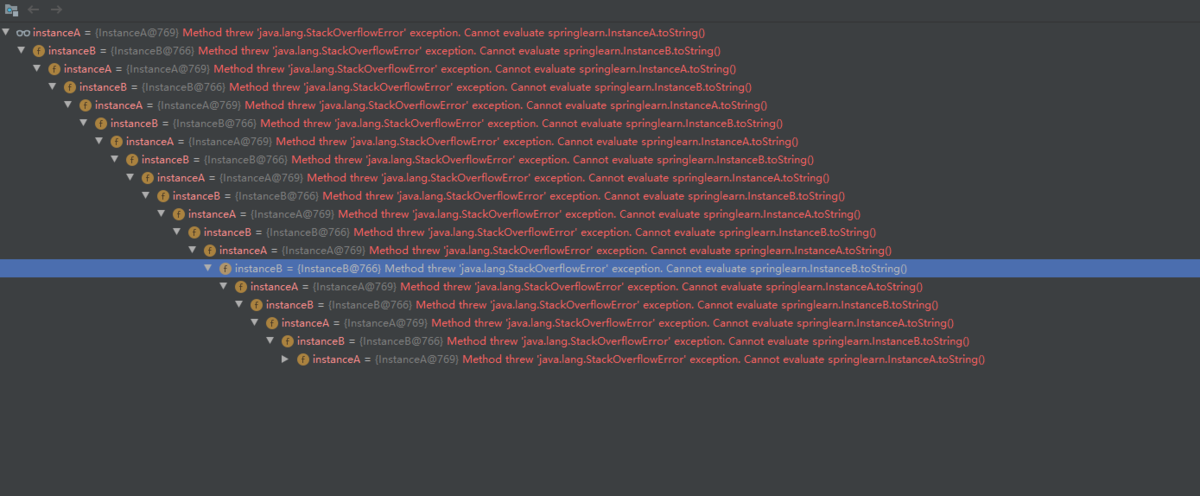 instanceA = {InstanceA@769} Method threw 'java.lang.StackOverflowError' exception. Cannot evaluate springlearn.InstanceA.toString()
f instanceB = {InstanceB@766} Method threw 'java.lang.StackOverflowError' exception. Cannot evaluate springlearn.InstanceB.toString()
f instanceA = {InstanceA@769} Method threw 'java.lang.StackOverflowError' exception. Cannot evaluate springlearn.InstanceA.toString()
f instanceB = {InstanceB@766} Method threw 'java.lang.StackOverflowError' exception. Cannot evaluate springlearn.InstanceB.toString()
f instanceA = {InstanceA@769} Method threw 'java.lang.StackOverflowError' exception. Cannot evaluate springlearn.InstanceA.toString()
f instanceB = {InstanceB@766} Method threw 'java.lang.StackOverflowError' exception. Cannot evaluate springlearn.InstanceB.toString()
f instanceA = {InstanceA@769} Method threw 'java.lang.StackOverflowError' exception. Cannot evaluate springlearn.InstanceA.toString()
f instanceB = {InstanceB@766} Method threw 'java.lang.StackOverflowError' exception. Cannot evaluate springlearn.InstanceB.toString()
f instanceA = {InstanceA@769} Method threw 'java.lang.StackOverflowError' exception. Cannot evaluate springlearn.InstanceA.toString()
f instanceB = {InstanceB@766} Method threw 'java.lang.StackOverflowError' exception. Cannot evaluate springlearn.InstanceB.toString()
f instanceA = {InstanceA@769} Method threw 'java.lang.StackOverflowError' exception. Cannot evaluate springlearn.InstanceA.toString()
f instanceB = {InstanceB@766} Method threw 'java.lang.StackOverflowError' exception. Cannot evaluate springlearn.InstanceB.toString()
f instanceA = {InstanceA@769} Method threw 'java.lang.StackOverflowError' exception. Cannot evaluate springlearn.InstanceA.toString()
f instanceB = {InstanceB@766} Method threw 'java.lang.StackOverflowError' exception. Cannot evaluate springlearn.InstanceB.toString()
f instanceA = {InstanceA@769} Method threw 'java.lang.StackOverflowError' exception. Cannot evaluate springlearn.InstanceA.toString()
f instanceB = {InstanceB@766} Method threw 'java.lang.StackOverflowError' exception. Cannot evaluate springlearn.InstanceB.toString()
f instanceA = {InstanceA@769} Method threw 'java.lang.StackOverflowError' exception. Cannot evaluate springlearn.InstanceA.toString()
f instanceB = {InstanceB@766} Method threw 'java.lang.StackOverflowError' exception. Cannot evaluate springlearn.InstanceB.toString()
f instanceA = {InstanceA@769} Method threw 'java.lang.StackOverflowError' exception. Cannot evaluate springlearn.InstanceA.toString()